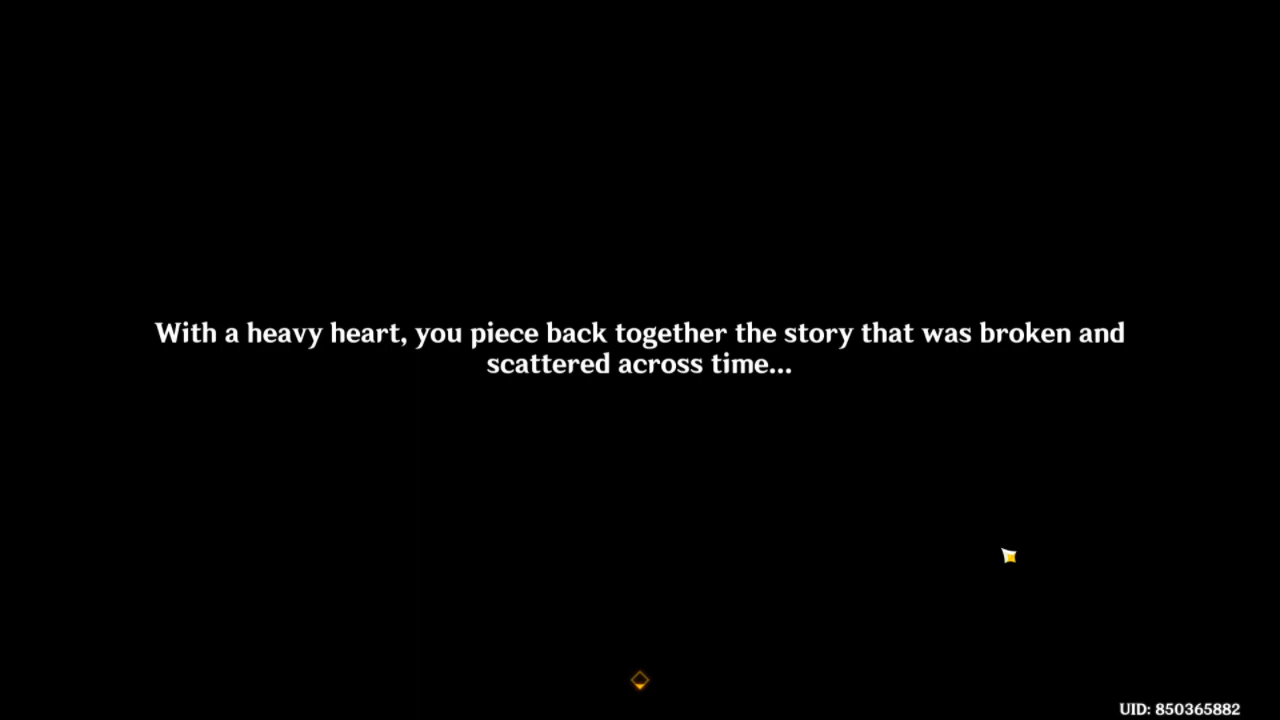 With a heavy heart, you piece back together the story that was broken and
scattered across time...
UID: 850365882